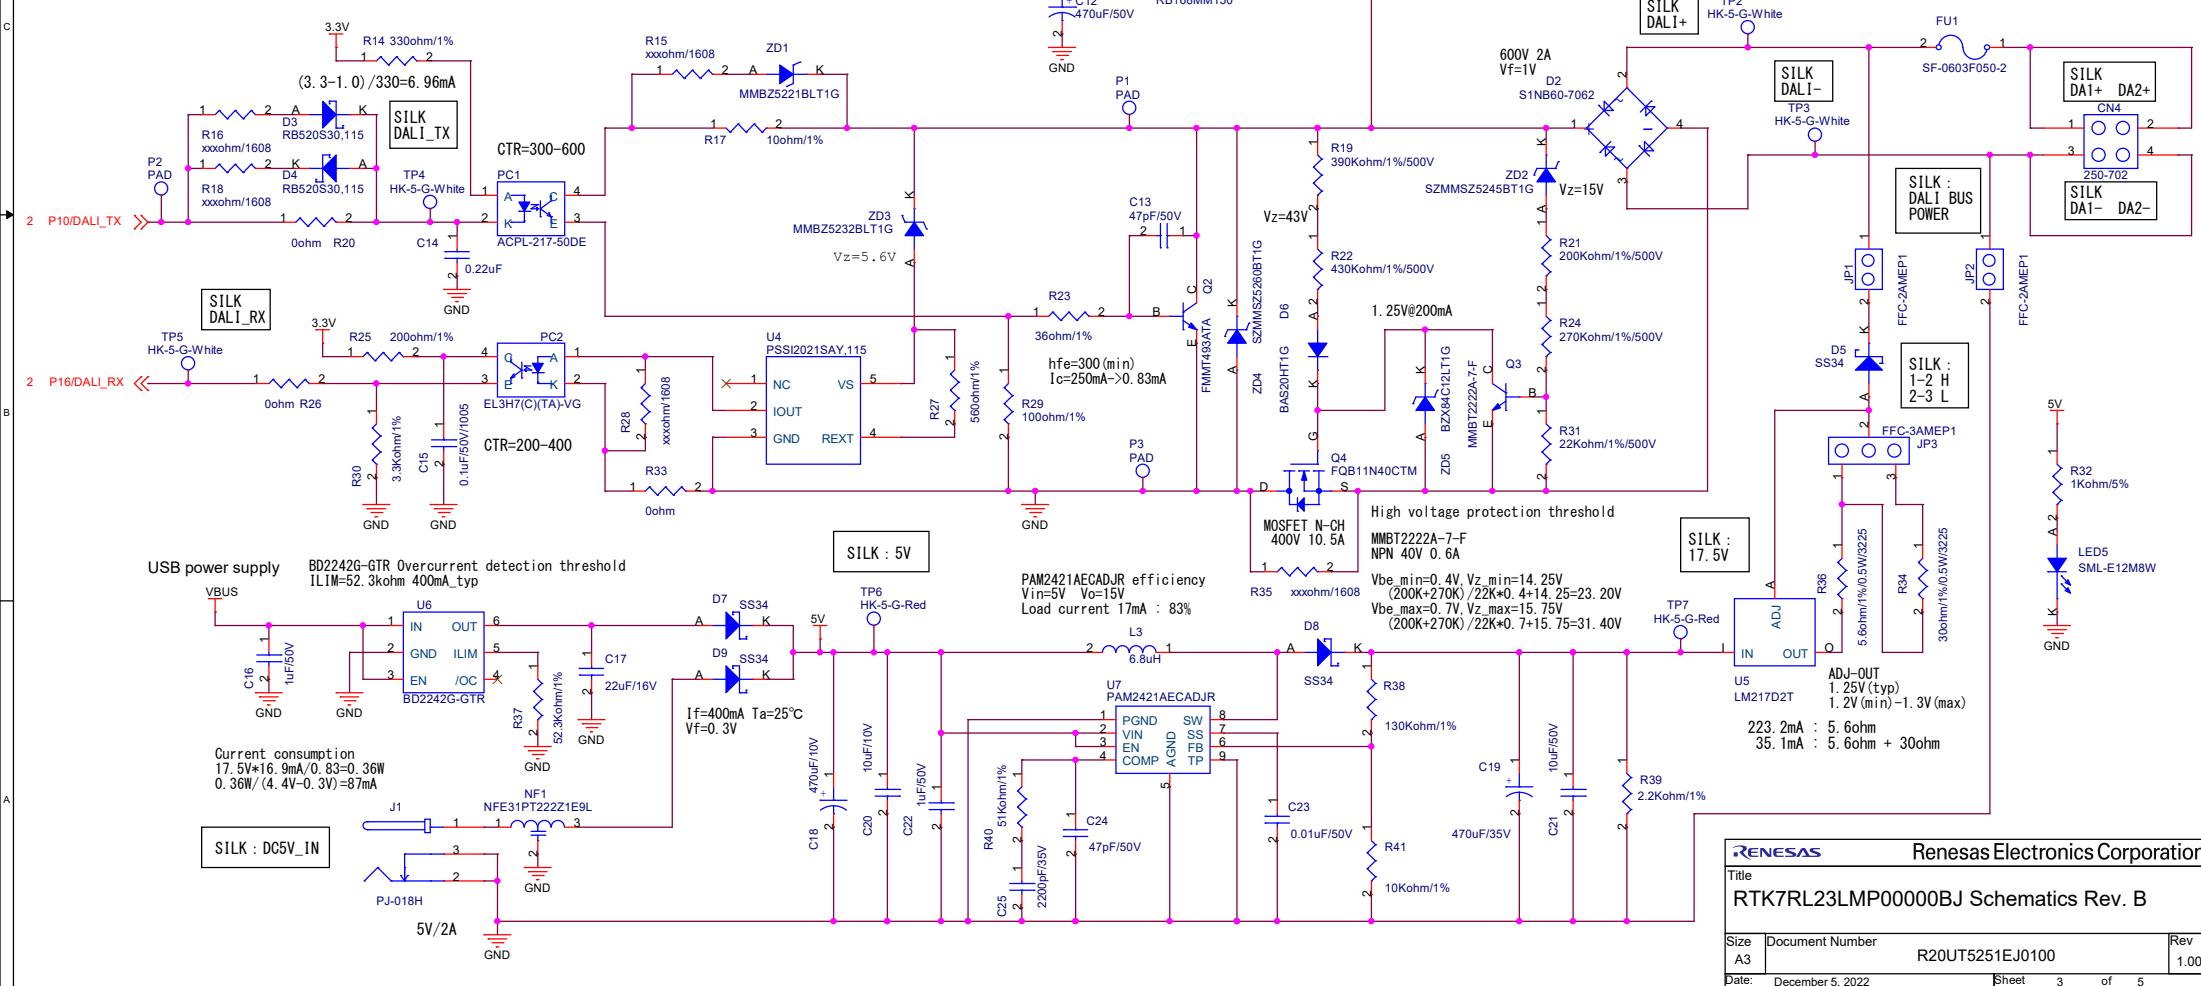 C
B
A
3.3V
R14 330ohm/1%
(3.3-1.0)/330=6.96mA
R16
xxxohm/1608
D3
RB520S30,115
R18
xxxohm/1608
D4
RB520S30,115
SILK
DALI_TX
P2
PAD
2 P10/DALI_TX
0ohm R20
TP4
HK-5-G-White
C14
0.22uF
GND
CTR=300-600
PC1
A C
K E
ACPL-217-50DE
R15
xxxohm/1608
ZD1
MMBZ5221BLT1G
R17 10ohm/1%
C12
470uF/50V
GND
RB168MM150
P1
PAD
ZD3
MMBZ5232BLT1G
Vz=5.6V
C13
47pF/50V
R23
36ohm/1%
Q2
FMMT493ATA
hfe=300(min)
Ic=250mA->0.83mA
ZD4
SZMMSZ5260BT1G
Vz=43V
R19
390Kohm/1%/500V
R22
430Kohm/1%/500V
D6
BAS20HT1G
1.25V@200mA
ZD5
BZX84C12LT1G
Q3
MMBT2222A-7-F
600V 2A
Vf=1V
D2
S1NB60-7062
ZD2
SZMMSZ5245BT1G
Vz=15V
R21
200Kohm/1%/500V
R24
270Kohm/1%/500V
R31
22Kohm/1%/500V
SILK
DALI+
TP2
HK-5-G-White
FU1
SF-0603F050-2
SILK
DALI-
TP3
HK-5-G-White
SILK
DA1+ DA2+
CN4
250-702
SILK
DA1- DA2-
SILK :
DALI BUS
POWER
JP1
FFC-2AMEP1
JP2
FFC-2AMEP1
D5
SS34
SILK :
1-2 H
2-3 L
FFC-3AMEP1
JP3
5V
R32
1Kohm/5%
LED5
SML-E12M8W
GND
SILK
DALI_RX
TP5
HK-5-G-White
2 P16/DALI_RX
0ohm R26
3.3V
R25 200ohm/1%
PC2
C A
E K
EL3H7(C)(TA)-VG
CTR=200-400
R30
3.3Kohm/1%
GND
C15
0.1uF/50V/1005
GND
R28
xxxohm/1608
R33
0ohm
U4
PSSI2021SAY,115
NC VS
IOUT
GND REXT
R27
560ohm/1%
R29
100ohm/1%
GND
P3
PAD
Q4
FQB11N40CTM
D G S
MOSFET N-CH
400V 10.5A
R35 xxxohm/1608
High voltage protection threshold
MMBT2222A-7-F
NPN 40V 0.6A
Vbe_min=0.4V, Vz_min=14.25V
(200K+270K)/22K*0.4+14.25=23.20V
Vbe_max=0.7V, Vz_max=15.75V
(200K+270K)/22K*0.7+15.75=31.40V
USB power supply
BD2242G-GTR Overcurrent detection threshold
ILIM=52.3kohm 400mA_typ
VBUS
C16
1uF/50V
GND
GND
U6
IN OUT
GND ILIM
EN /OC
BD2242G-GTR
R37
52.3Kohm/1%
GND
C17
22uF/16V
GND
D7 SS34
D9 SS34
If=400mA Ta=25℃
Vf=0.3V
SILK : 5V
5V
TP6
HK-5-G-Red
PAM2421AECADJR efficiency
Vin=5V Vo=15V
Load current 17mA : 83%
L3
6.8uH
D8
SS34
U7
PAM2421AECADJR
PGND SW
VIN SS
EN FB
COMP TP
AGND
R38
130Kohm/1%
R41
10Kohm/1%
C18
470uF/10V
C20
10uF/10V
C22
1uF/50V
R40
51Kohm/1%
C25
2200pF/35V
C24
47pF/50V
C23
0.01uF/50V
C19
470uF/35V
C21
10uF/50V
R39
2.2Kohm/1%
SILK :
17.5V
TP7
HK-5-G-Red
ADJ
IN OUT
U5
LM217D2T
R36
5.6ohm/1%/0.5W/3225
R34
30ohm/1%/0.5W/3225
ADJ-OUT
1.25V(typ)
1.2V(min)-1.3V(max)
223.2mA : 5.6ohm
35.1mA : 5.6ohm + 30ohm
Current consumption
17.5V*16.9mA/0.83=0.36W
0.36W/(4.4V-0.3V)=87mA
SILK : DC5V_IN
J1
PJ-018H
NF1
NFE31PT222Z1E9L
GND
5V/2A
GND
RENESAS Renesas Electronics Corporation
Title
RTK7RL23LMP00000BJ Schematics Rev. B
Size Document Number Rev
A3 R20UT5251EJ0100 1.00
Date: December 5, 2022 Sheet 3 of 5